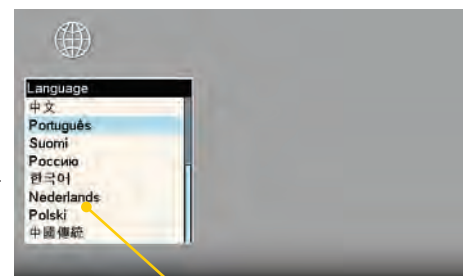 Language
中文
Português
Suomi
Россию
한국어
Nederlands
Polski
中國傳統